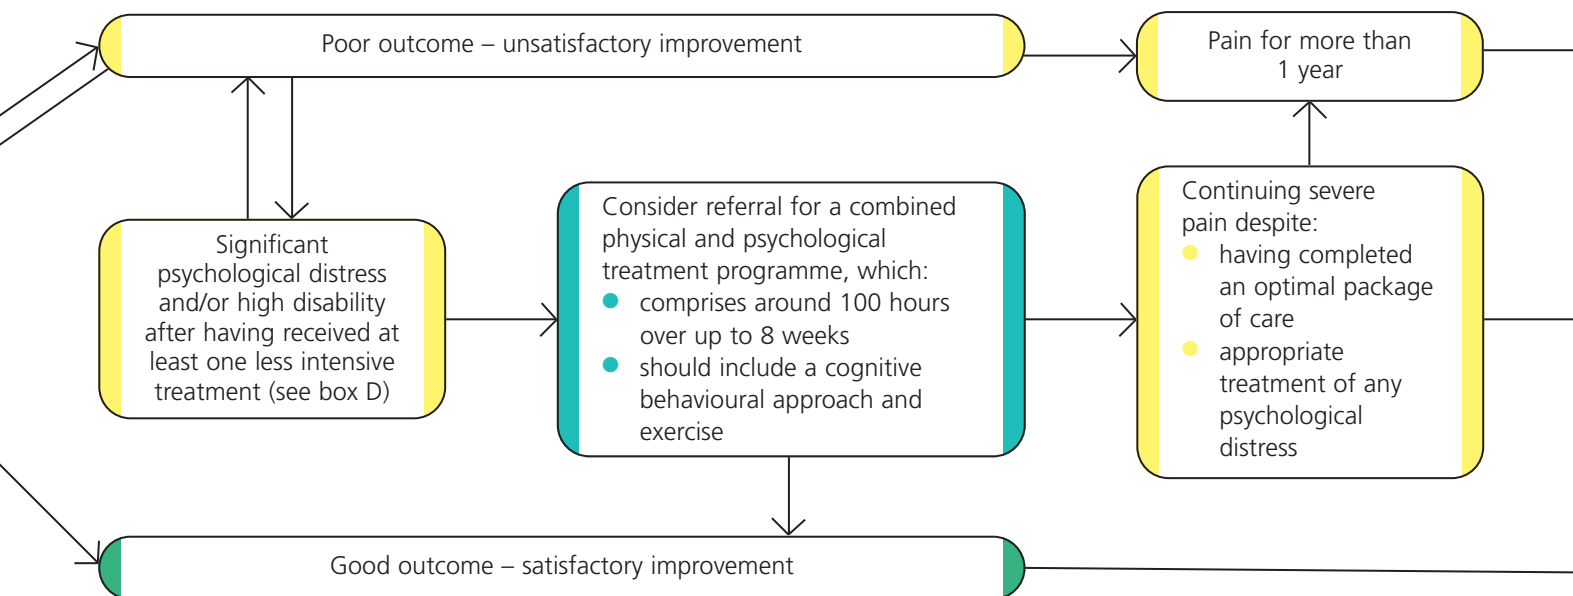 Poor outcome – unsatisfactory improvement
Pain for more than
1 year
Significant
psychological distress
and/or high disability
after having received at
least one less intensive
treatment (see box D)
Consider referral for a combined
physical and psychological
treatment programme, which:
● comprises around 100 hours
over up to 8 weeks
● should include a cognitive
behavioural approach and
exercise
Continuing severe
pain despite:
● having completed
an optimal package
of care
● appropriate
treatment of any
psychological
distress
Good outcome – satisfactory improvement